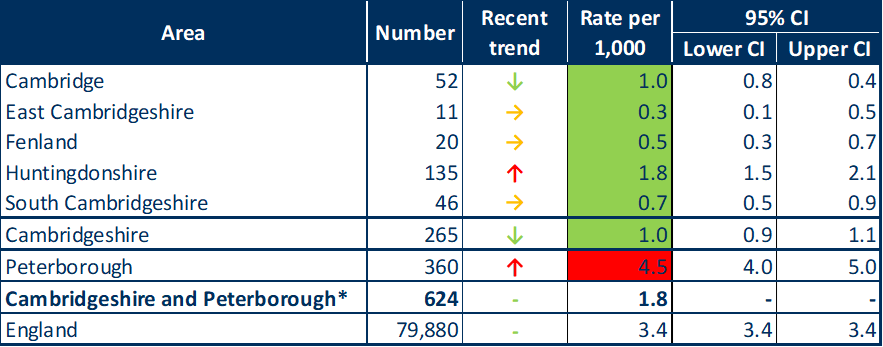 Area Number Recent trend Rate per 1,000 95% CI Lower CI Upper CI
Cambridge 52 ↓ 1.0 0.8 0.4
East Cambridgeshire 11 → 0.3 0.1 0.5
Fenland 20 → 0.5 0.3 0.7
Huntingdonshire 135 ↑ 1.8 1.5 2.1
South Cambridgeshire 46 → 0.7 0.5 0.9
Cambridgeshire 265 ↓ 1.0 0.9 1.1
Peterborough 360 ↑ 4.5 4.0 5.0
Cambridgeshire and Peterborough* 624 - 1.8 - -
England 79,880 - 3.4 3.4 3.4